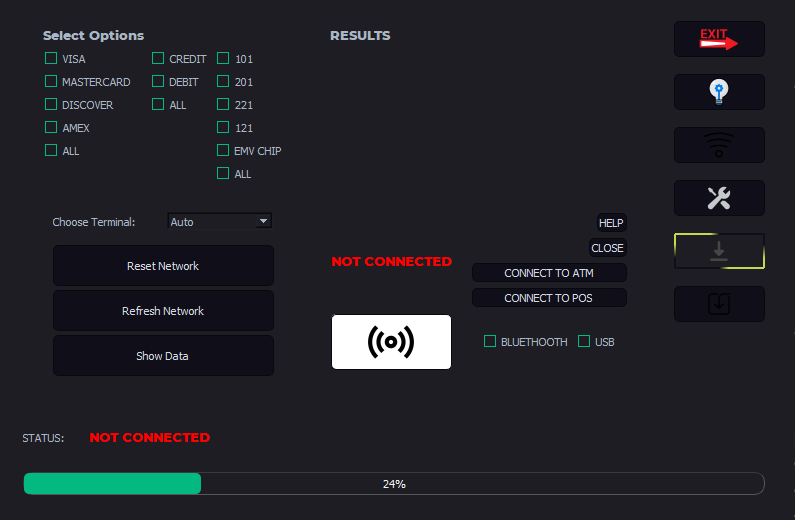 Select Options
RESULTS
EXIT
VISA
CREDIT
101
MASTERCARD
DEBIT
201
DISCOVER
ALL
221
AMEX
121
ALL
EMV CHIP
ALL
Choose Terminal:
Auto
HELP
CLOSE
Reset Network
NOT CONNECTED
CONNECT TO ATM
CONNECT TO POS
Refresh Network
Show Data
BLUETHOOTH
USB
STATUS:
NOT CONNECTED
24%